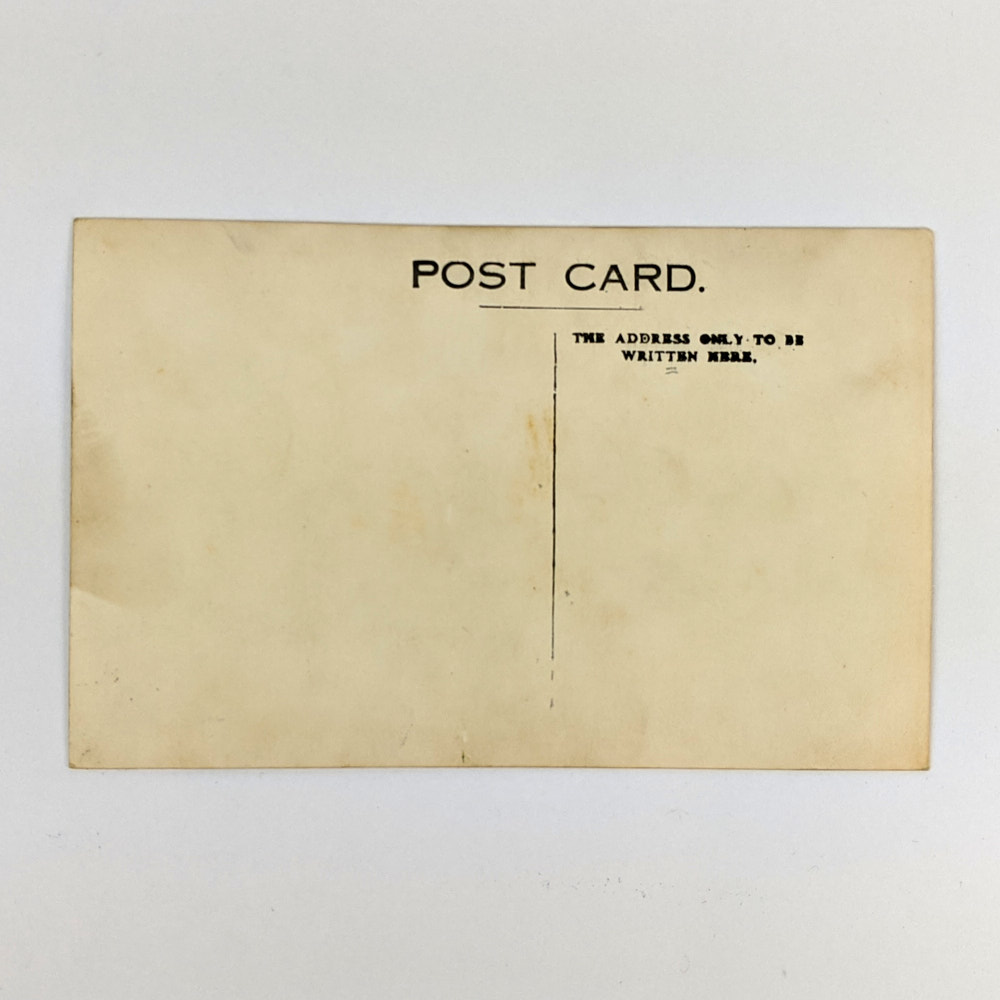 POST CARD.
THE ADDRESS ONLY TO BE
WRITTEN HERE.